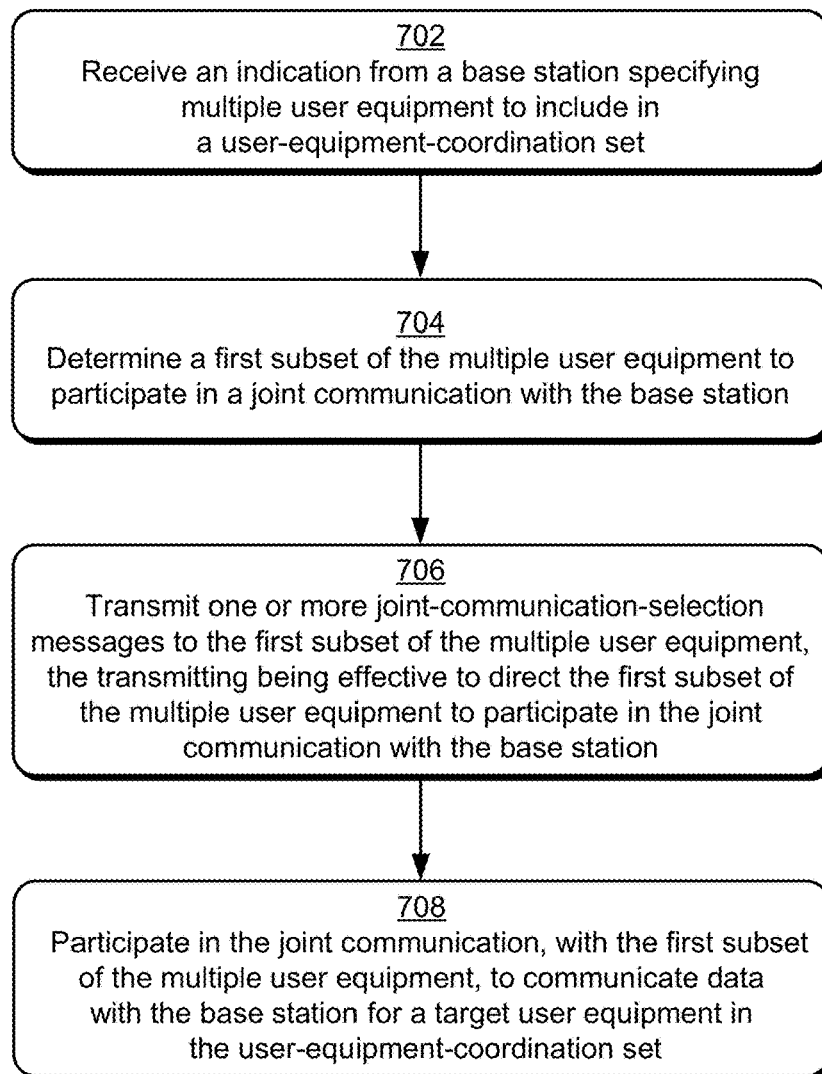 702
Receive an indication from a base station specifying
multiple user equipment to include in
a user-equipment-coordination set
704
Determine a first subset of the multiple user equipment to
participate in a joint communication with the base station
706
Transmit one or more joint-communication-selection
messages to the first subset of the multiple user equipment,
the transmitting being effective to direct the first subset of
the multiple user equipment to participate in the joint
communication with the base station
708
Participate in the joint communication, with the first subset
of the multiple user equipment, to communicate data
with the base station for a target user equipment in
the user-equipment-coordination set